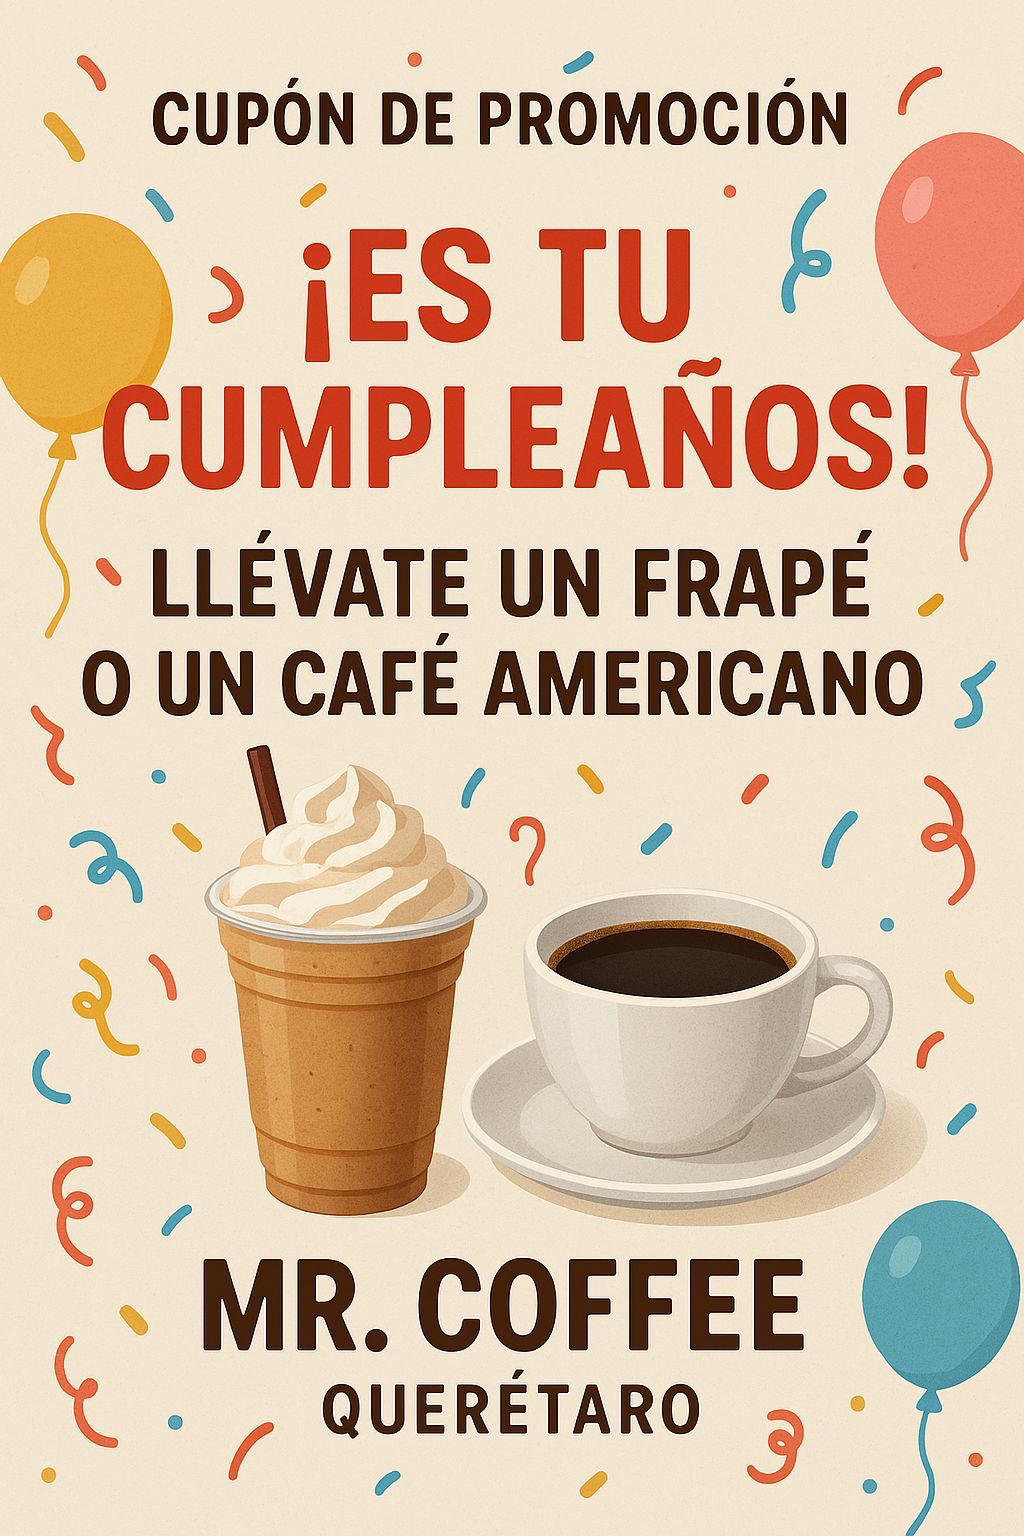 CUPÓN DE PROMOCIÓN
¡ES TU
CUMPLEAÑOS!
LLÉVATE UN FRAPÉ
O UN CAFÉ AMERICANO
MR. COFFEE
QUERÉTARO